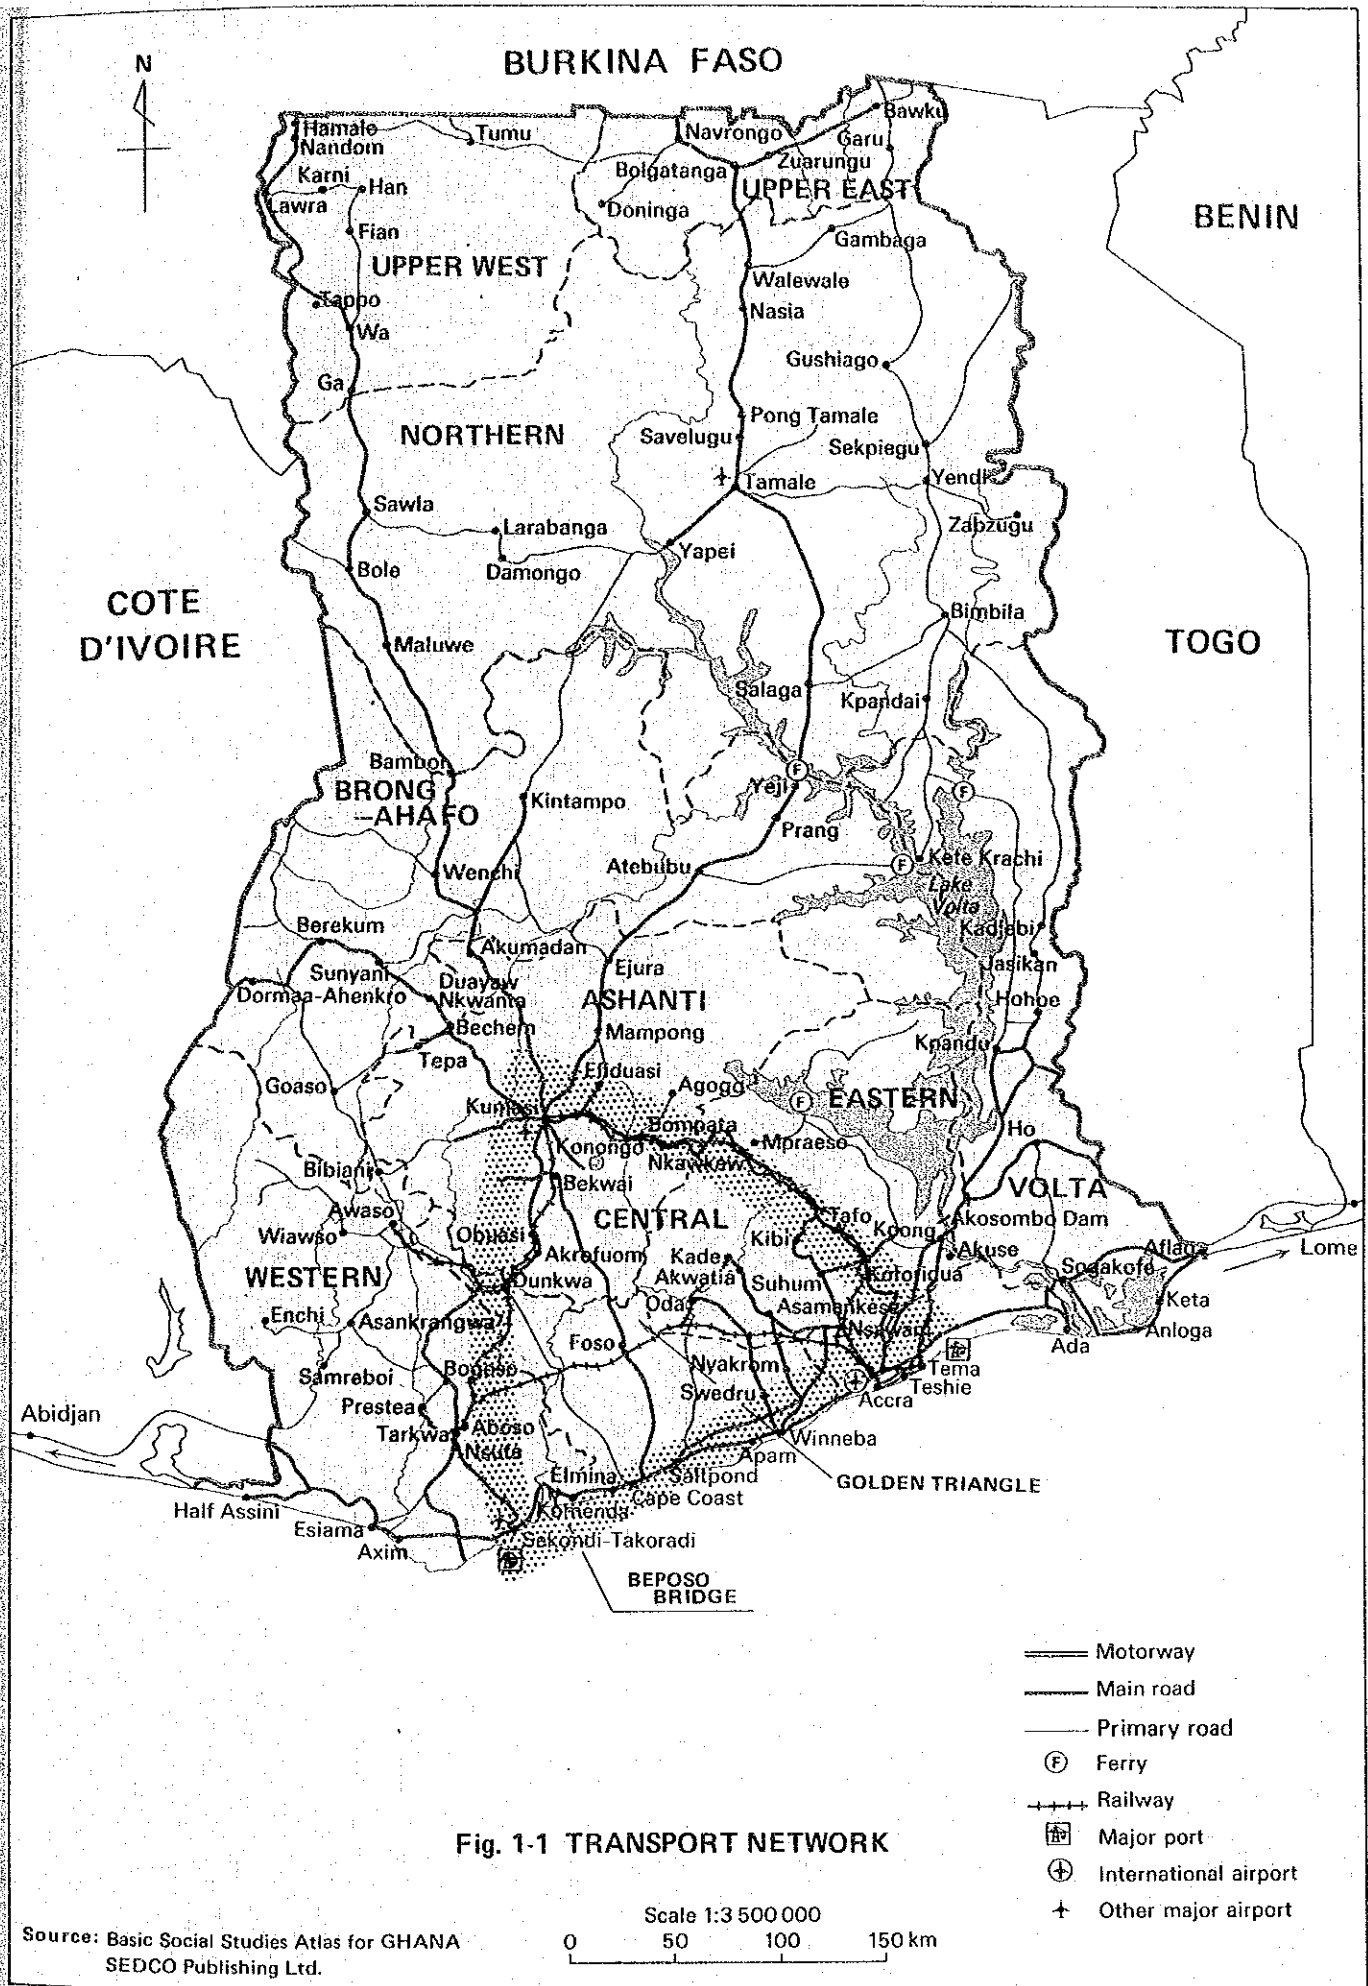 BURKINA FASO
N
Hamale
Nandom
Tumu
Navrongo
Bawku
Garu
Zuarungu
Bolgatanga
UPPER EAST
Karni
Han
Lawra
Doninga
BENIN
Fian
Gambaga
UPPER WEST
Walewale
Tappo
Nasia
Wa
Gushiago
Ga
Pong Tamale
NORTHERN
Savelugu
Sekpiegu
Tamale
Yendi
Sawla
Larabanga
Zabzugu
Yapei
Bole
Damongo
COTE
D'IVOIRE
Bimbila
Maluwe
TOGO
Salaga
Kpandai
Bamboi
F
Yeji
F
BRONG
–AHAFO
Kintampo
Prang
Wenchi
Atebubu
F
Kete Krachi
Lake
Volta
Berekum
Kadjebi
Akumadan
Sunyani
Ejura
Jasikan
Dormaa-Ahenkro
Duayaw
Nkwanta
ASHANTI
Hohoe
Bechem
Mampong
Kpandu
Tepa
Effiduasi
Goaso
Agogo
F
EASTERN
Kumasi
Bompata
Ho
Konongo
Mpraeso
Nkawkaw
Bibiani
Bekwai
VOLTA
Awaso
CENTRAL
Tafo
Akosombo Dam
Wiawso
Obuasi
Kibi
Koong
Akrofuom
Kade
Akuse
Aflao
Lome
WESTERN
Dunkwa
Akwatia
Suhum
Koforidua
Sogakofe
Oda
Asamankese
Keta
Enchi
Asankrangwa
Nsawam
Anloga
Foso
Ada
Samreboi
Bogoso
Nyakrom
Tema
Swedru
Teshie
Prestea
Accra
Abidjan
Tarkwa
Aboso
Nsuta
Winneba
Apam
Elmina
Saltpond
GOLDEN TRIANGLE
Half Assini
Komenda
Cape Coast
Esiama
Axim
Sekondi-Takoradi
BEPOSO
BRIDGE
Motorway
Main road
Primary road
F Ferry
Railway
Major port
International airport
Other major airport
Fig. 1-1 TRANSPORT NETWORK
Scale 1:3 500 000
0 50 100 150 km
Source: Basic Social Studies Atlas for GHANA
SEDCO Publishing Ltd.